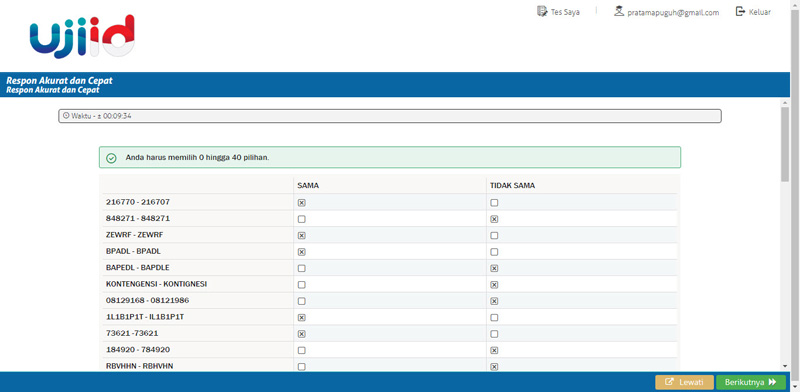 Tes Saya
pratamapuguh@gmail.com
Keluar
ujiid
Respon Akurat dan Cepat
Respon Akurat dan Cepat
Waktu - ± 00:09:34
Anda harus memilih 0 hingga 40 pilihan.
SAMA TIDAK SAMA
216770 - 216707
848271 - 848271
ZEWRF - ZEWRF
BPADL - BPADL
BAPEDL - BAPDLE
KONTENGENSI - KONTIGNESI
08129168 - 08121986
1L1B1P1T - IL1B1P1T
73621 -73621
184920 - 784920
RBVHHN - RBHVHN
Lewati
Berikutnya